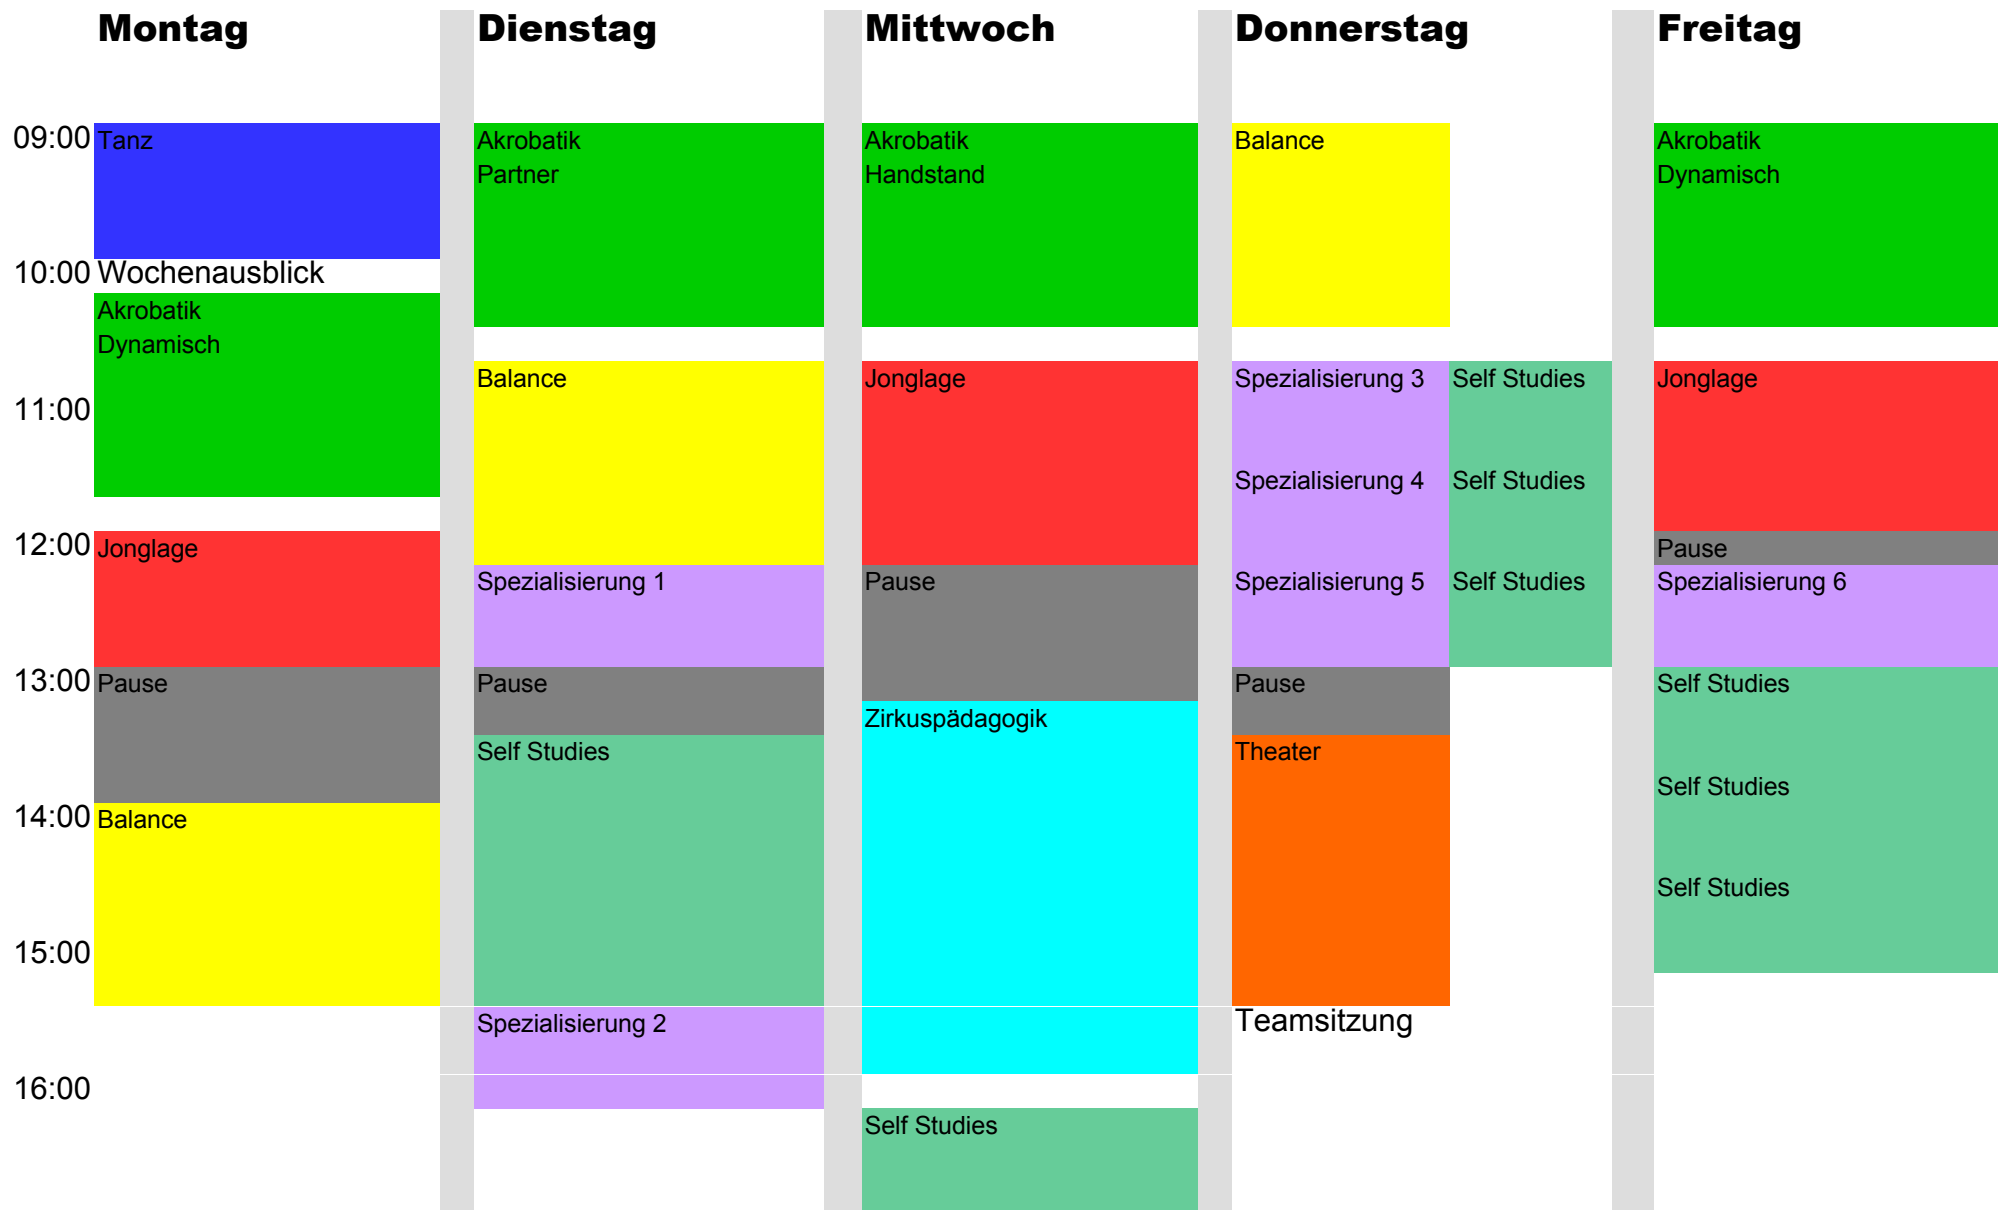 Montag
Dienstag
Mittwoch
Donnerstag
Freitag
09:00
Tanz
Akrobatik
Partner
Akrobatik
Handstand
Balance
Akrobatik
Dynamisch
10:00
Wochenausblick
Akrobatik
Dynamisch
Balance
Jonglage
Spezialisierung 3
Self Studies
Jonglage
11:00
Spezialisierung 4
Self Studies
12:00
Jonglage
Pause
Spezialisierung 1
Pause
Spezialisierung 5
Self Studies
Spezialisierung 6
13:00
Pause
Pause
Pause
Self Studies
Zirkuspädagogik
Self Studies
Theater
Self Studies
14:00
Balance
Self Studies
15:00
Spezialisierung 2
Teamsitzung
16:00
Self Studies